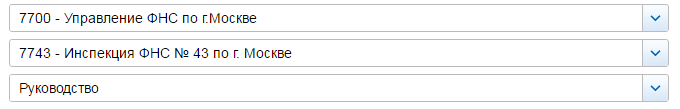 7700 - Управление ФНС по г.Москве
7743 - Инспекция ФНС № 43 по г. Москве
Руководство